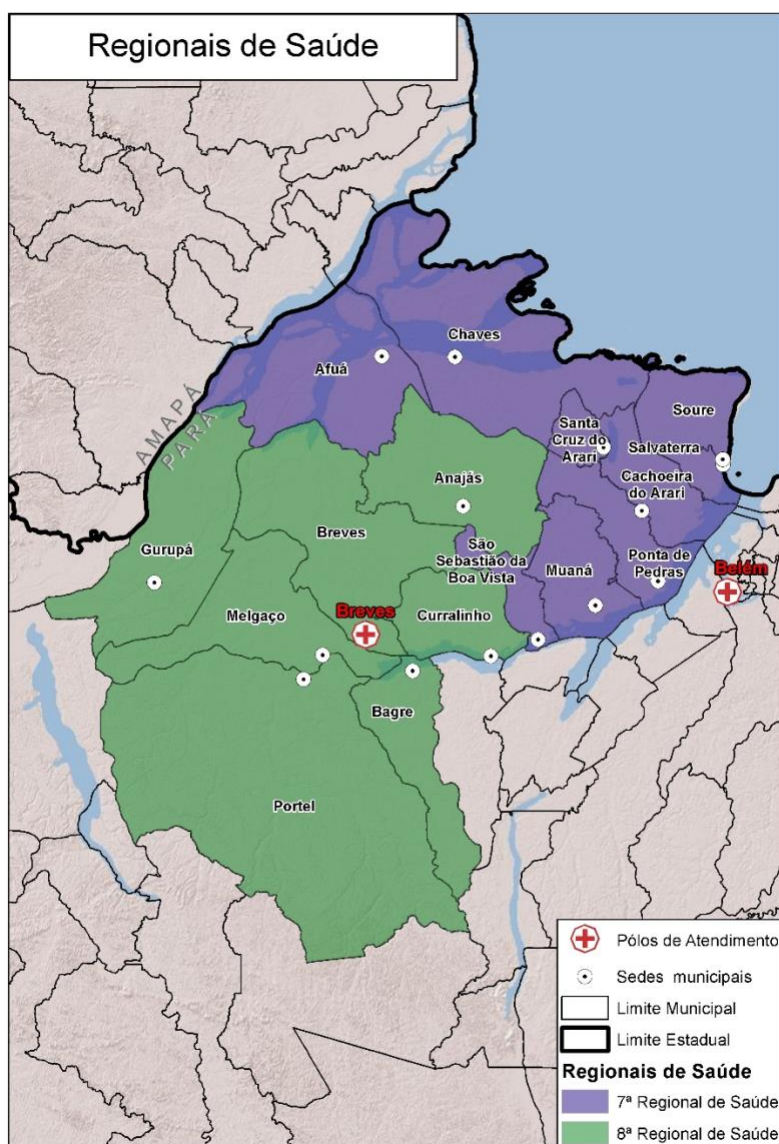 Regionais de Saúde
Chaves
Afuá
Soure
Santa
Cruz do
Arari
Salvaterra
AMAPÁ
PARÁ
Cachoeira
do Arari
Anajás
Breves
São
Sebastião da
Boa Vista
Gurupá
Ponta de
Pedras
Muaná
Belém
Melgaço
Breves
Curralinho
Bagre
Portel
Pólos de Atendimento
Sedes municipais
Limite Municipal
Limite Estadual
Regionais de Saúde
7ª Regional de Saúde
8ª Regional de Saúde